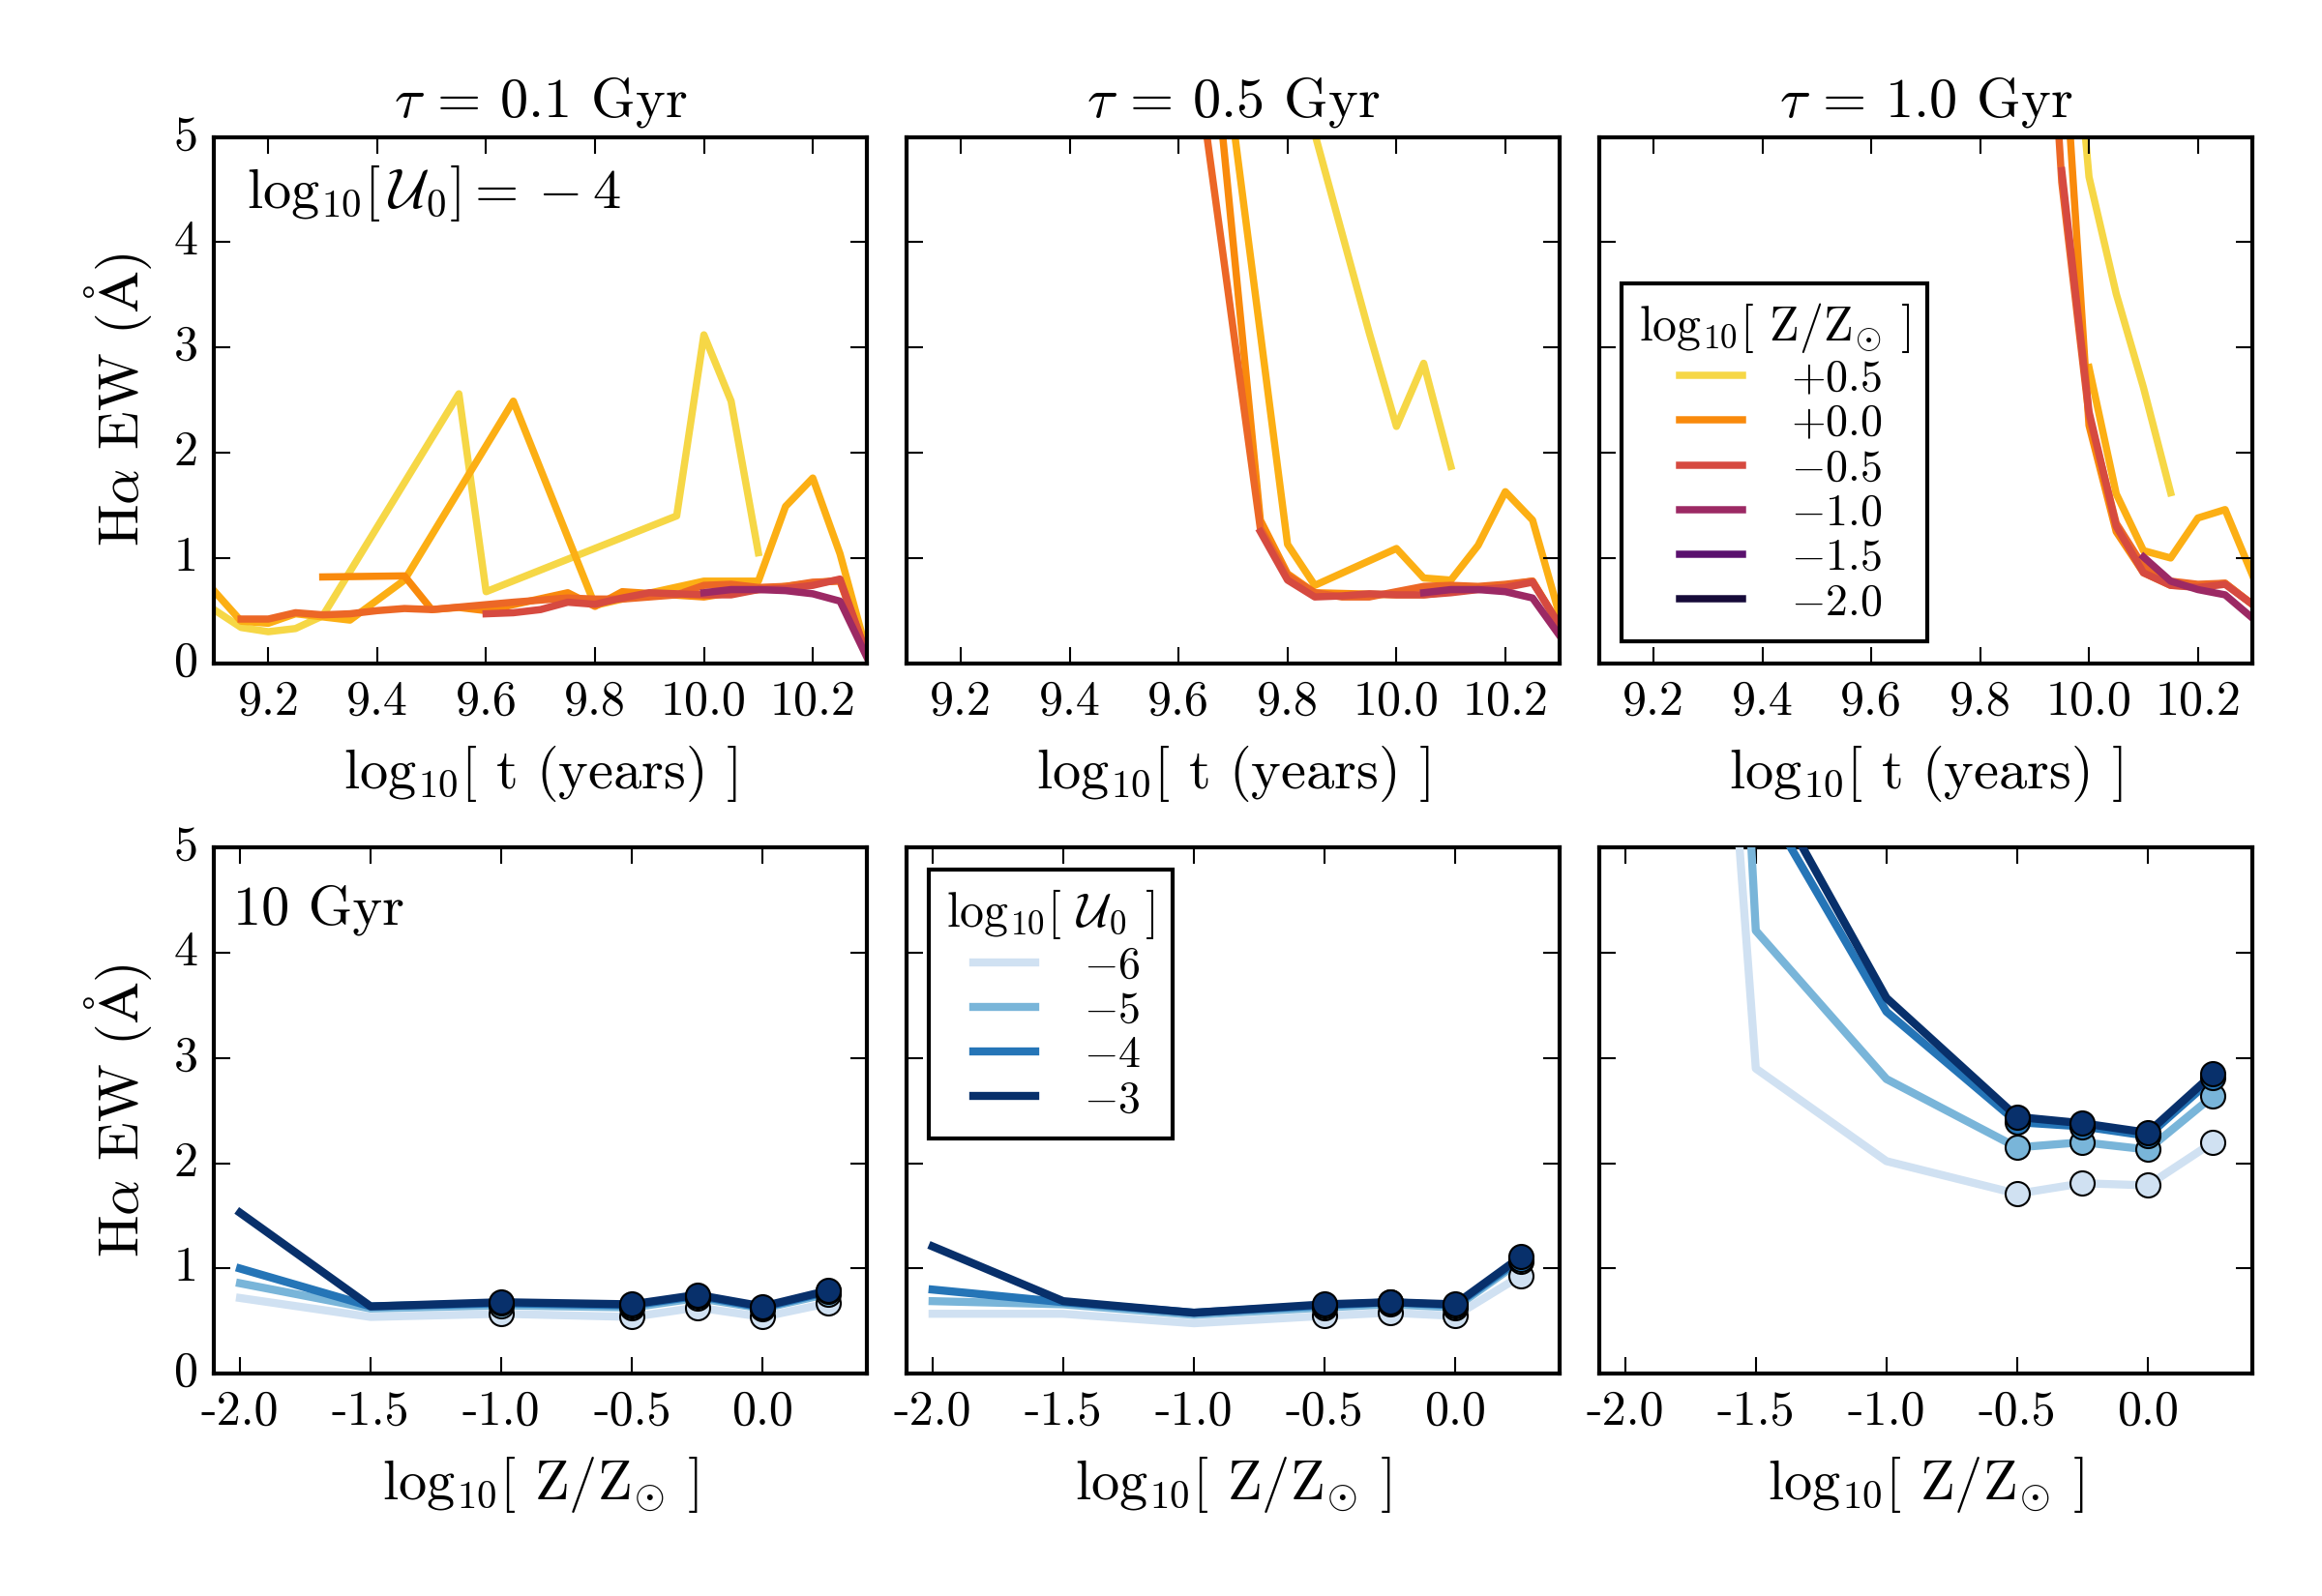 τ = 0.1 Gyr
τ = 0.5 Gyr
τ = 1.0 Gyr
log₁₀[𝒰₀] = −4
Hα EW (Å)
5
4
3
2
1
0
9.2 9.4 9.6 9.8 10.0 10.2
log₁₀[ t (years) ]
9.2 9.4 9.6 9.8 10.0 10.2
log₁₀[ t (years) ]
log₁₀[ Z/Z⊙ ]
+0.5
+0.0
−0.5
−1.0
−1.5
−2.0
9.2 9.4 9.6 9.8 10.0 10.2
log₁₀[ t (years) ]
10 Gyr
Hα EW (Å)
5
4
3
2
1
0
-2.0 -1.5 -1.0 -0.5 0.0
log₁₀[ Z/Z⊙ ]
log₁₀[ 𝒰₀ ]
−6
−5
−4
−3
-2.0 -1.5 -1.0 -0.5 0.0
log₁₀[ Z/Z⊙ ]
-2.0 -1.5 -1.0 -0.5 0.0
log₁₀[ Z/Z⊙ ]